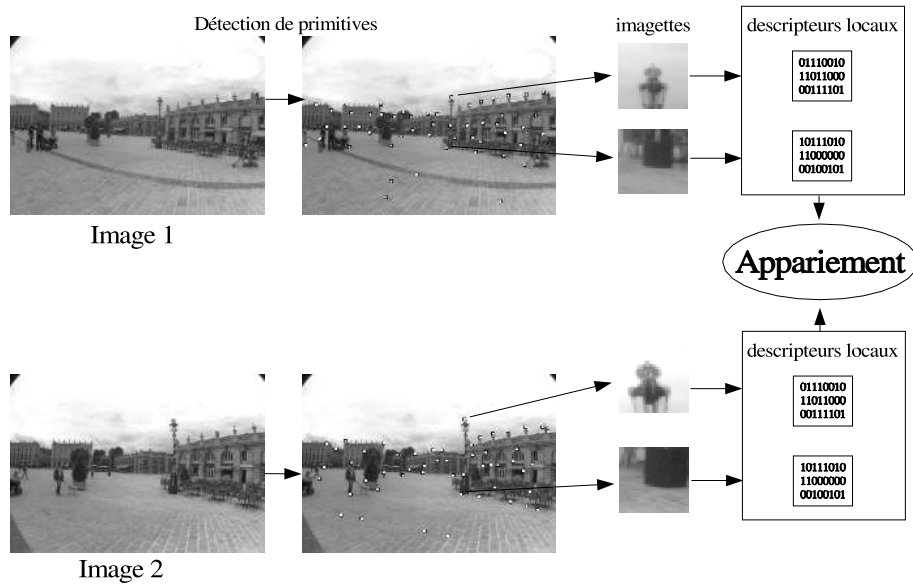 Détection de primitives
imagettes
descripteurs locaux
01110010
11011000
00111101
10111010
11000000
00100101
Image 1
Appariement
descripteurs locaux
01110010
11011000
00111101
10111010
11000000
00100101
Image 2